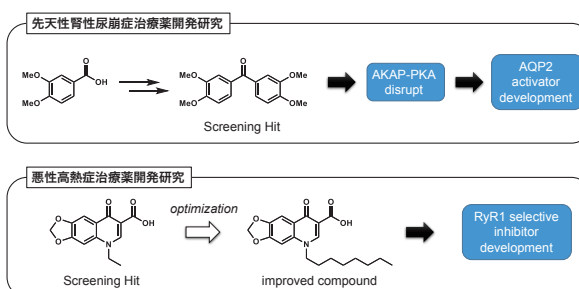 先天性腎性尿崩症治療薬開発研究
O
MeO
OH
MeO
O
MeO
OMe
MeO
OMe
Screening Hit
AKAP-PKA
disrupt
AQP2
activator
development
悪性高熱症治療薬開発研究
O
O
O
OH
O
N
Screening Hit
optimization
O
O
O
OH
O
N
improved compound
RyR1 selective
inhibitor
development